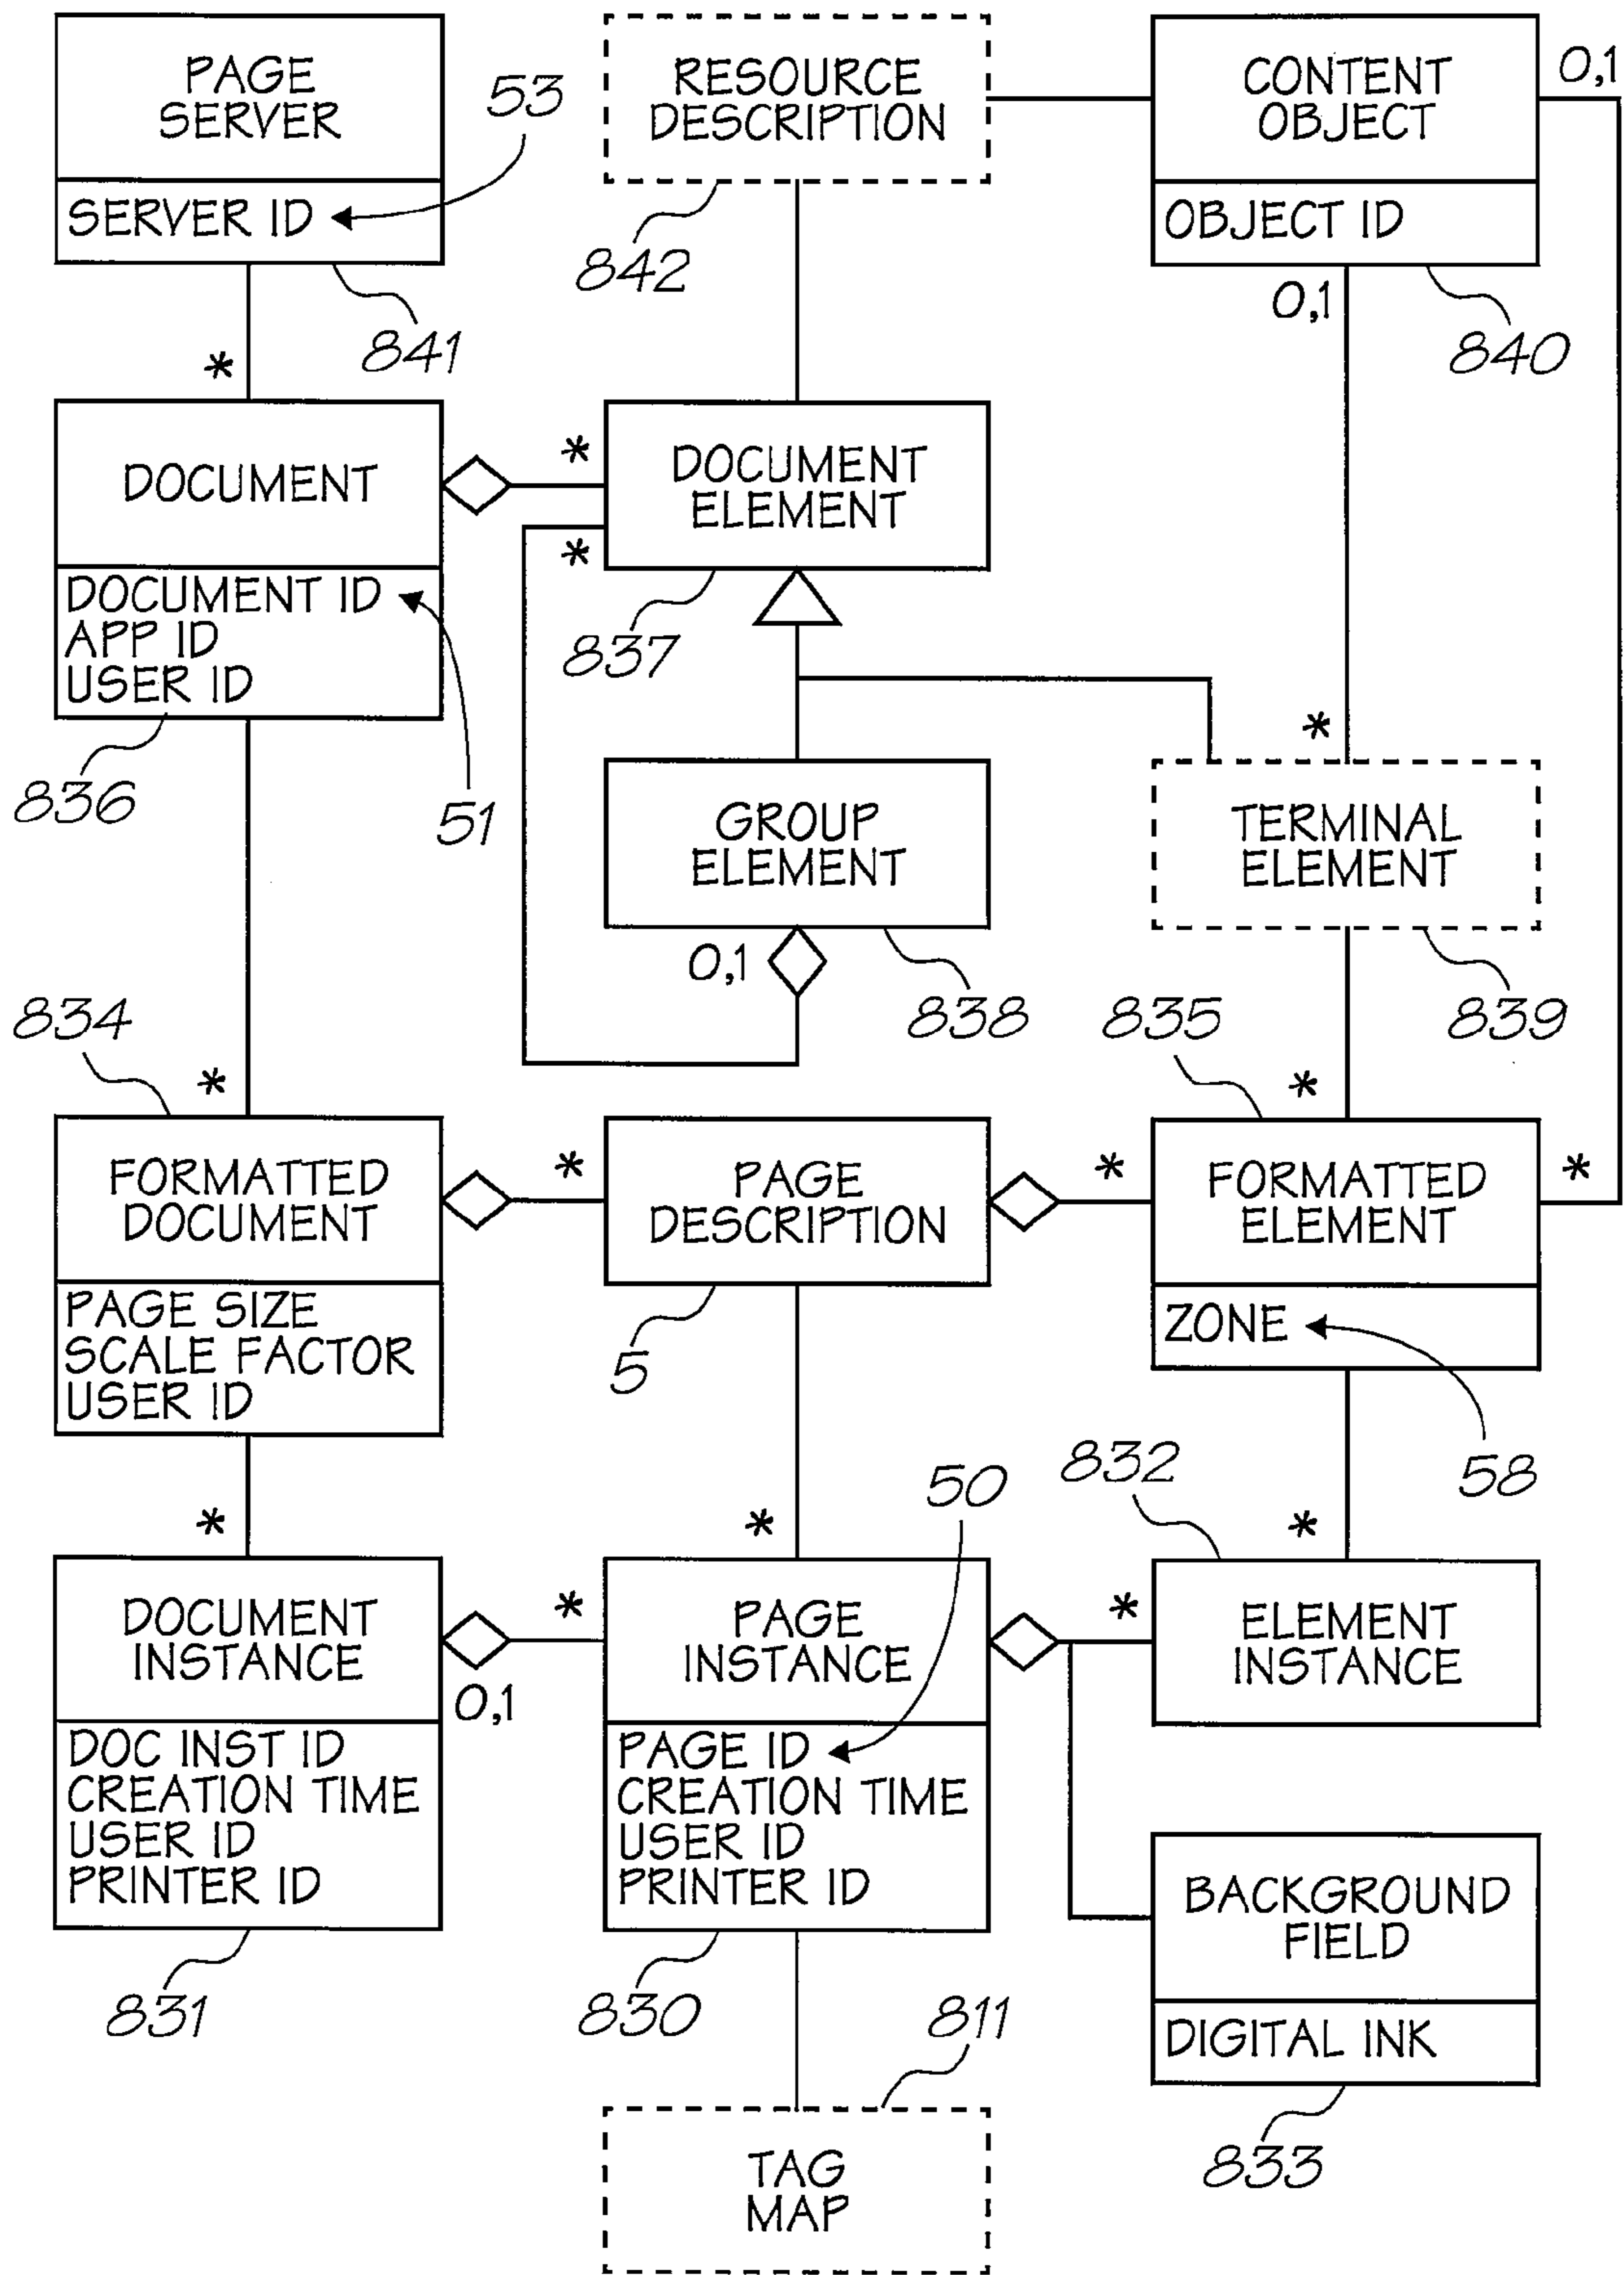 PAGE
SERVER
SERVER ID
53
841
RESOURCE
DESCRIPTION
842
CONTENT
OBJECT
OBJECT ID
0,1
0,1
840
*
DOCUMENT
DOCUMENT ID
APP ID
USER ID
836
51
*
*
DOCUMENT
ELEMENT
837
GROUP
ELEMENT
0,1
838
*
TERMINAL
ELEMENT
839
834
*
FORMATTED
DOCUMENT
PAGE SIZE
SCALE FACTOR
USER ID
*
PAGE
DESCRIPTION
5
835
*
*
FORMATTED
ELEMENT
*
ZONE
58
*
DOCUMENT
INSTANCE
0,1
DOC INST ID
CREATION TIME
USER ID
PRINTER ID
831
*
50
*
PAGE
INSTANCE
PAGE ID
CREATION TIME
USER ID
PRINTER ID
830
832
*
*
ELEMENT
INSTANCE
BACKGROUND
FIELD
DIGITAL INK
833
811
TAG
MAP